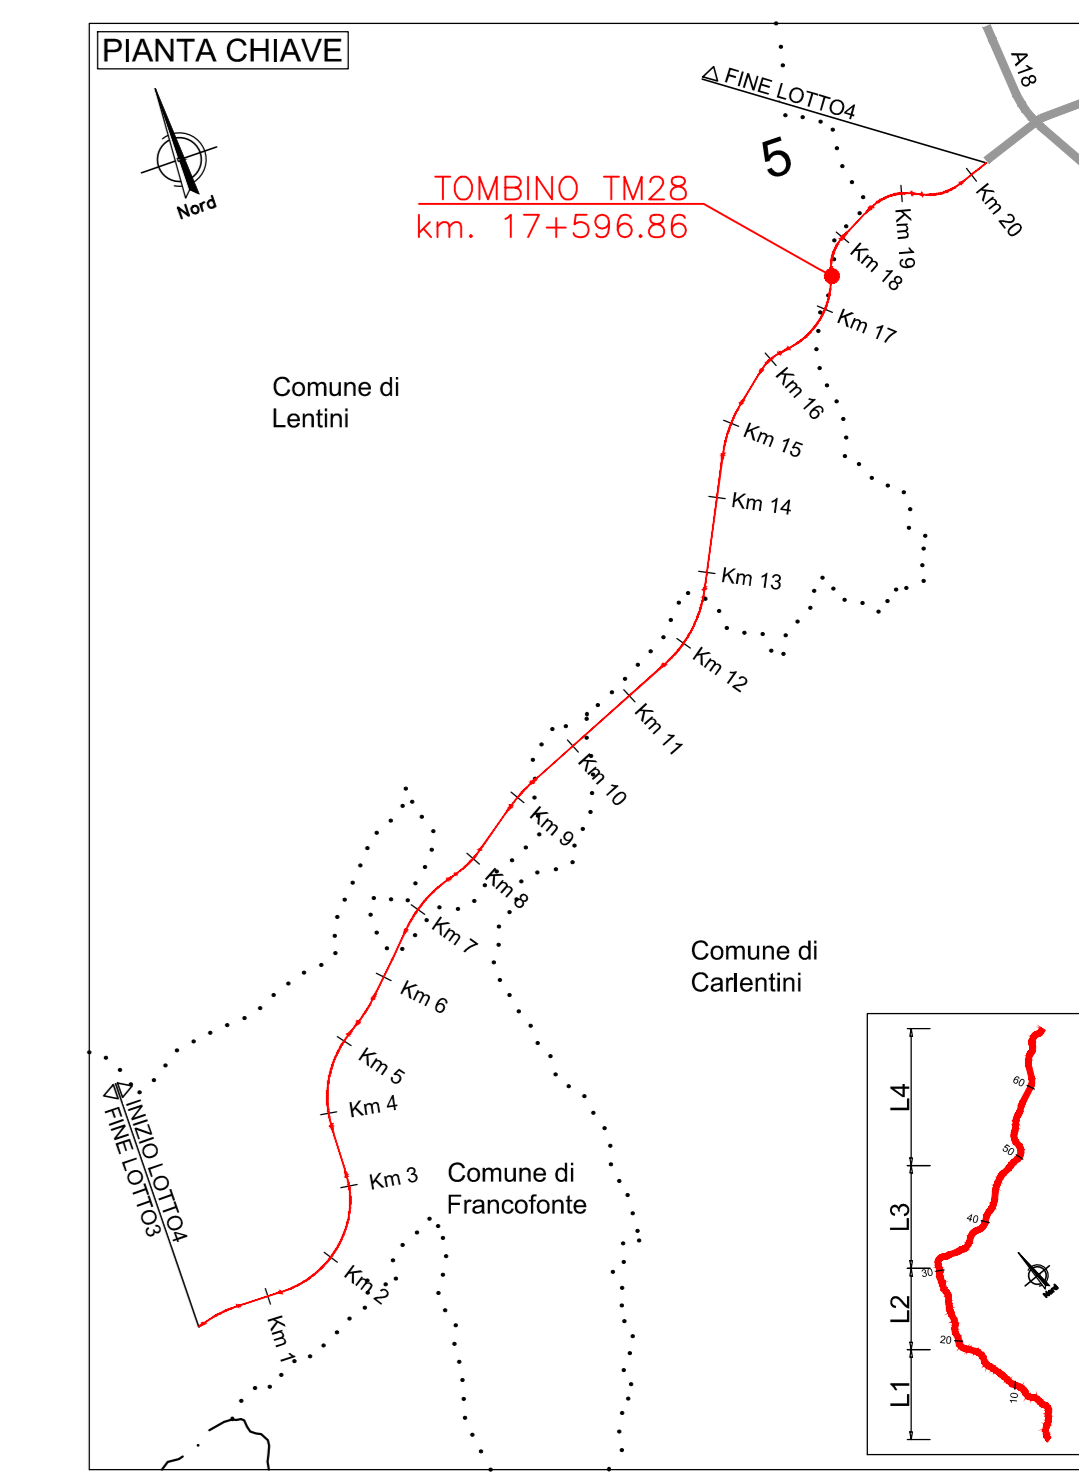 PIANTA CHIAVE
Nord
FINE LOTTO4
A18
5
TOMBINO TM28
km. 17+596.86
Km 20
Km 19
Km 18
Km 17
Km 16
Km 15
Km 14
Km 13
Km 12
Km 11
Km 10
Km 9
Km 8
Km 7
Km 6
Km 5
Km 4
Km 3
Km 2
Km 1
Comune di
Lentini
Comune di
Carlentini
Comune di
Francofonte
INIZIO LOTTO4
FINE LOTTO3
L4
L3
L2
L1
60
50
40
30
20
10